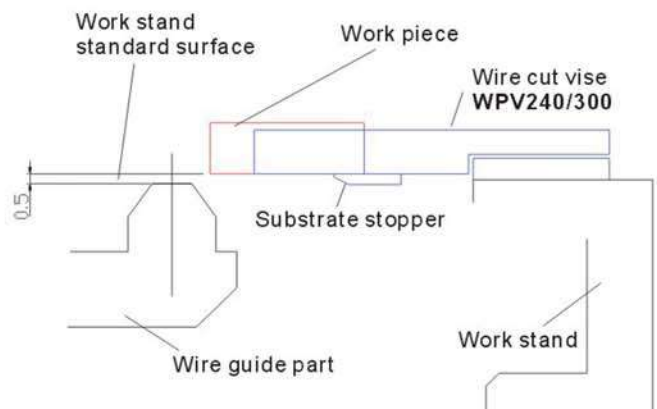 Work stand
standard surface
Work piece
Wire cut vise
WPV240/300
0.5
Substrate stopper
Work stand
Wire guide part